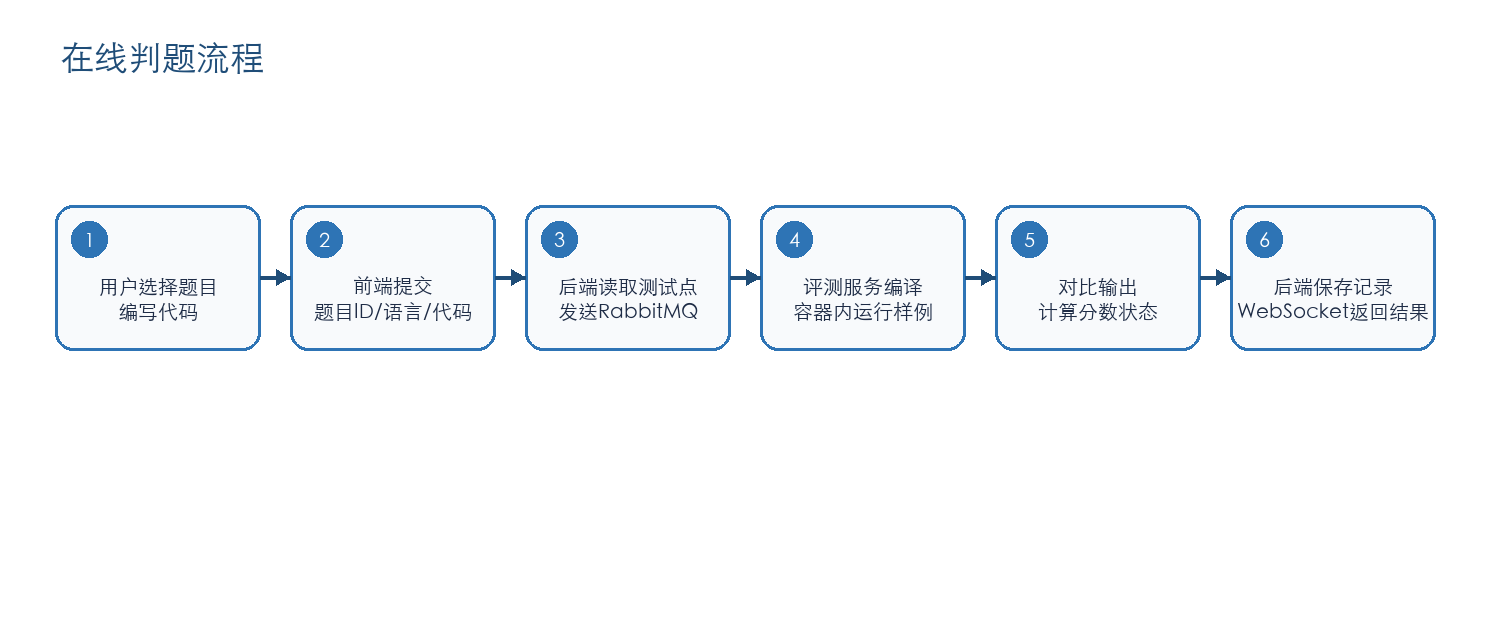 在线判题流程
1
用户选择题目
编写代码
2
前端提交
题目ID/语言/代码
3
后端读取测试点
发送RabbitMQ
4
评测服务编译
容器内运行样例
5
对比输出
计算分数状态
6
后端保存记录
WebSocket返回结果